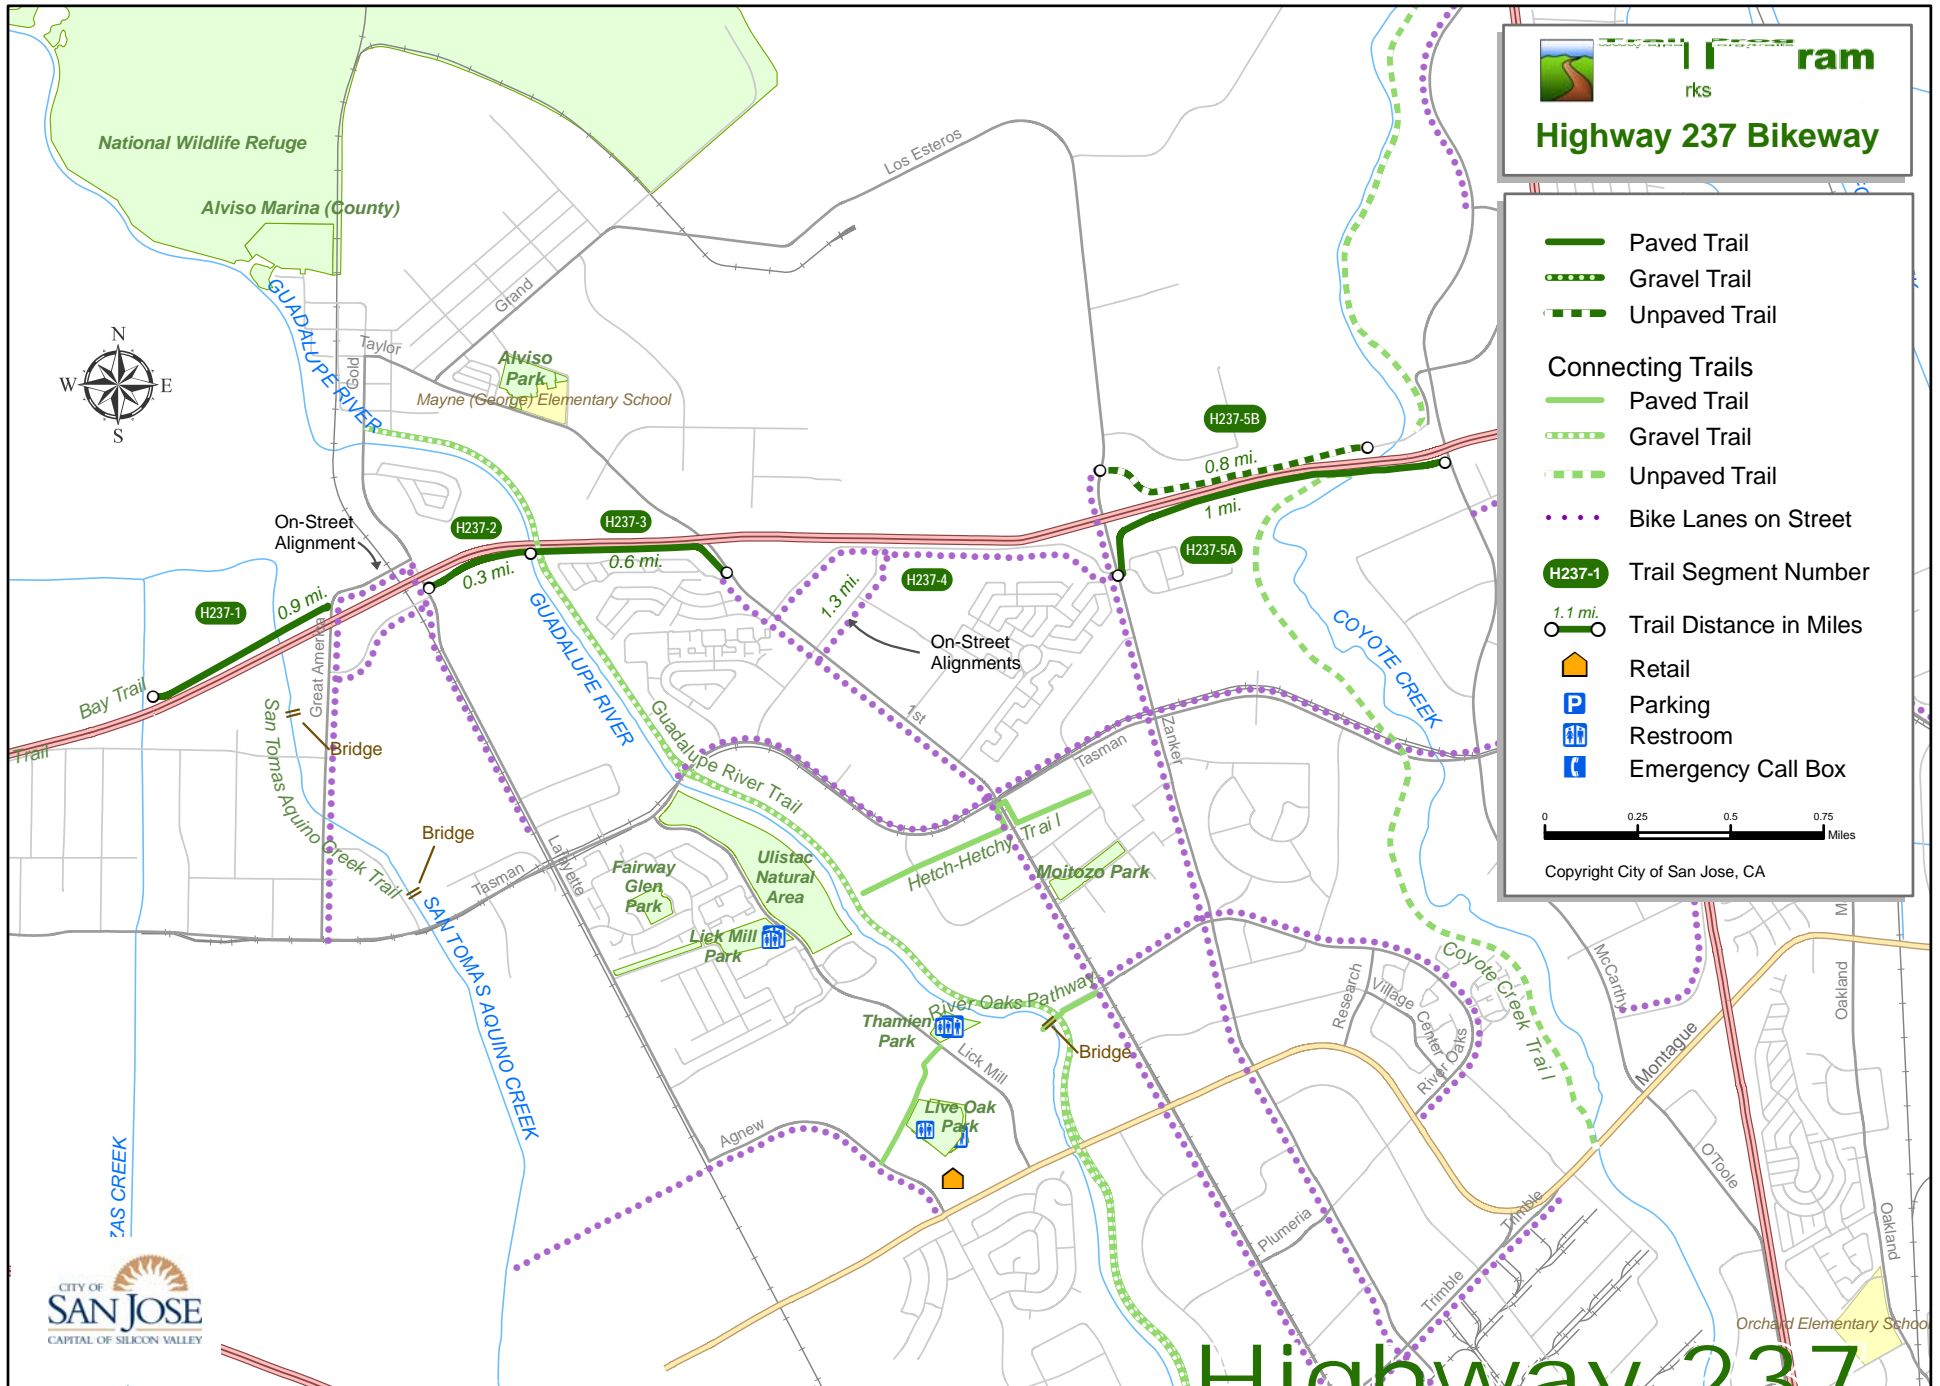 ram
rks
Highway 237 Bikeway
Paved Trail
Gravel Trail
Unpaved Trail
Connecting Trails
Paved Trail
Gravel Trail
Unpaved Trail
Bike Lanes on Street
H237-1 Trail Segment Number
1.1 mi.
Trail Distance in Miles
Retail
P Parking
Restroom
Emergency Call Box
0 0.25 0.5 0.75
Miles
Copyright City of San Jose, CA
National Wildlife Refuge
Alviso Marina (County)
Los Esteros
GUADALUPE RIVER
Grand
Taylor
Gold
Alviso
Park
Mayne (George) Elementary School
N
W E
S
H237-5B
0.8 mi.
1 mi.
H237-5A
On-Street
Alignment
H237-2
0.3 mi.
H237-3
0.6 mi.
H237-4
1.3 mi.
On-Street
Alignments
H237-1
0.9 mi.
Great America
Bay Trail
Trail
San Tomas Aquino Creek Trail
Bridge
Bridge
GUADALUPE RIVER
Guadalupe River Trail
1st
Tasman
Zanker
COYOTE CREEK
Hetch-Hetchy Trail
Moitozo Park
Tasman
Lafayette
Fairway
Glen
Park
Ulistac
Natural
Area
Lick Mill
Park
SAN TOMAS AQUINO CREEK
River Oaks Pathway
Thamien
Park
Lick Mill
Bridge
Live Oak
Park
Agnew
Research
Village
Center
River Oaks
Coyote Creek Trail
McCarthy
Montague
Oakland
O'Toole
Oakland
Plumeria
Trimble
Trimble
Orchard Elementary School
ZAS CREEK
CITY OF
SAN JOSE
CAPITAL OF SILICON VALLEY
Highway 237